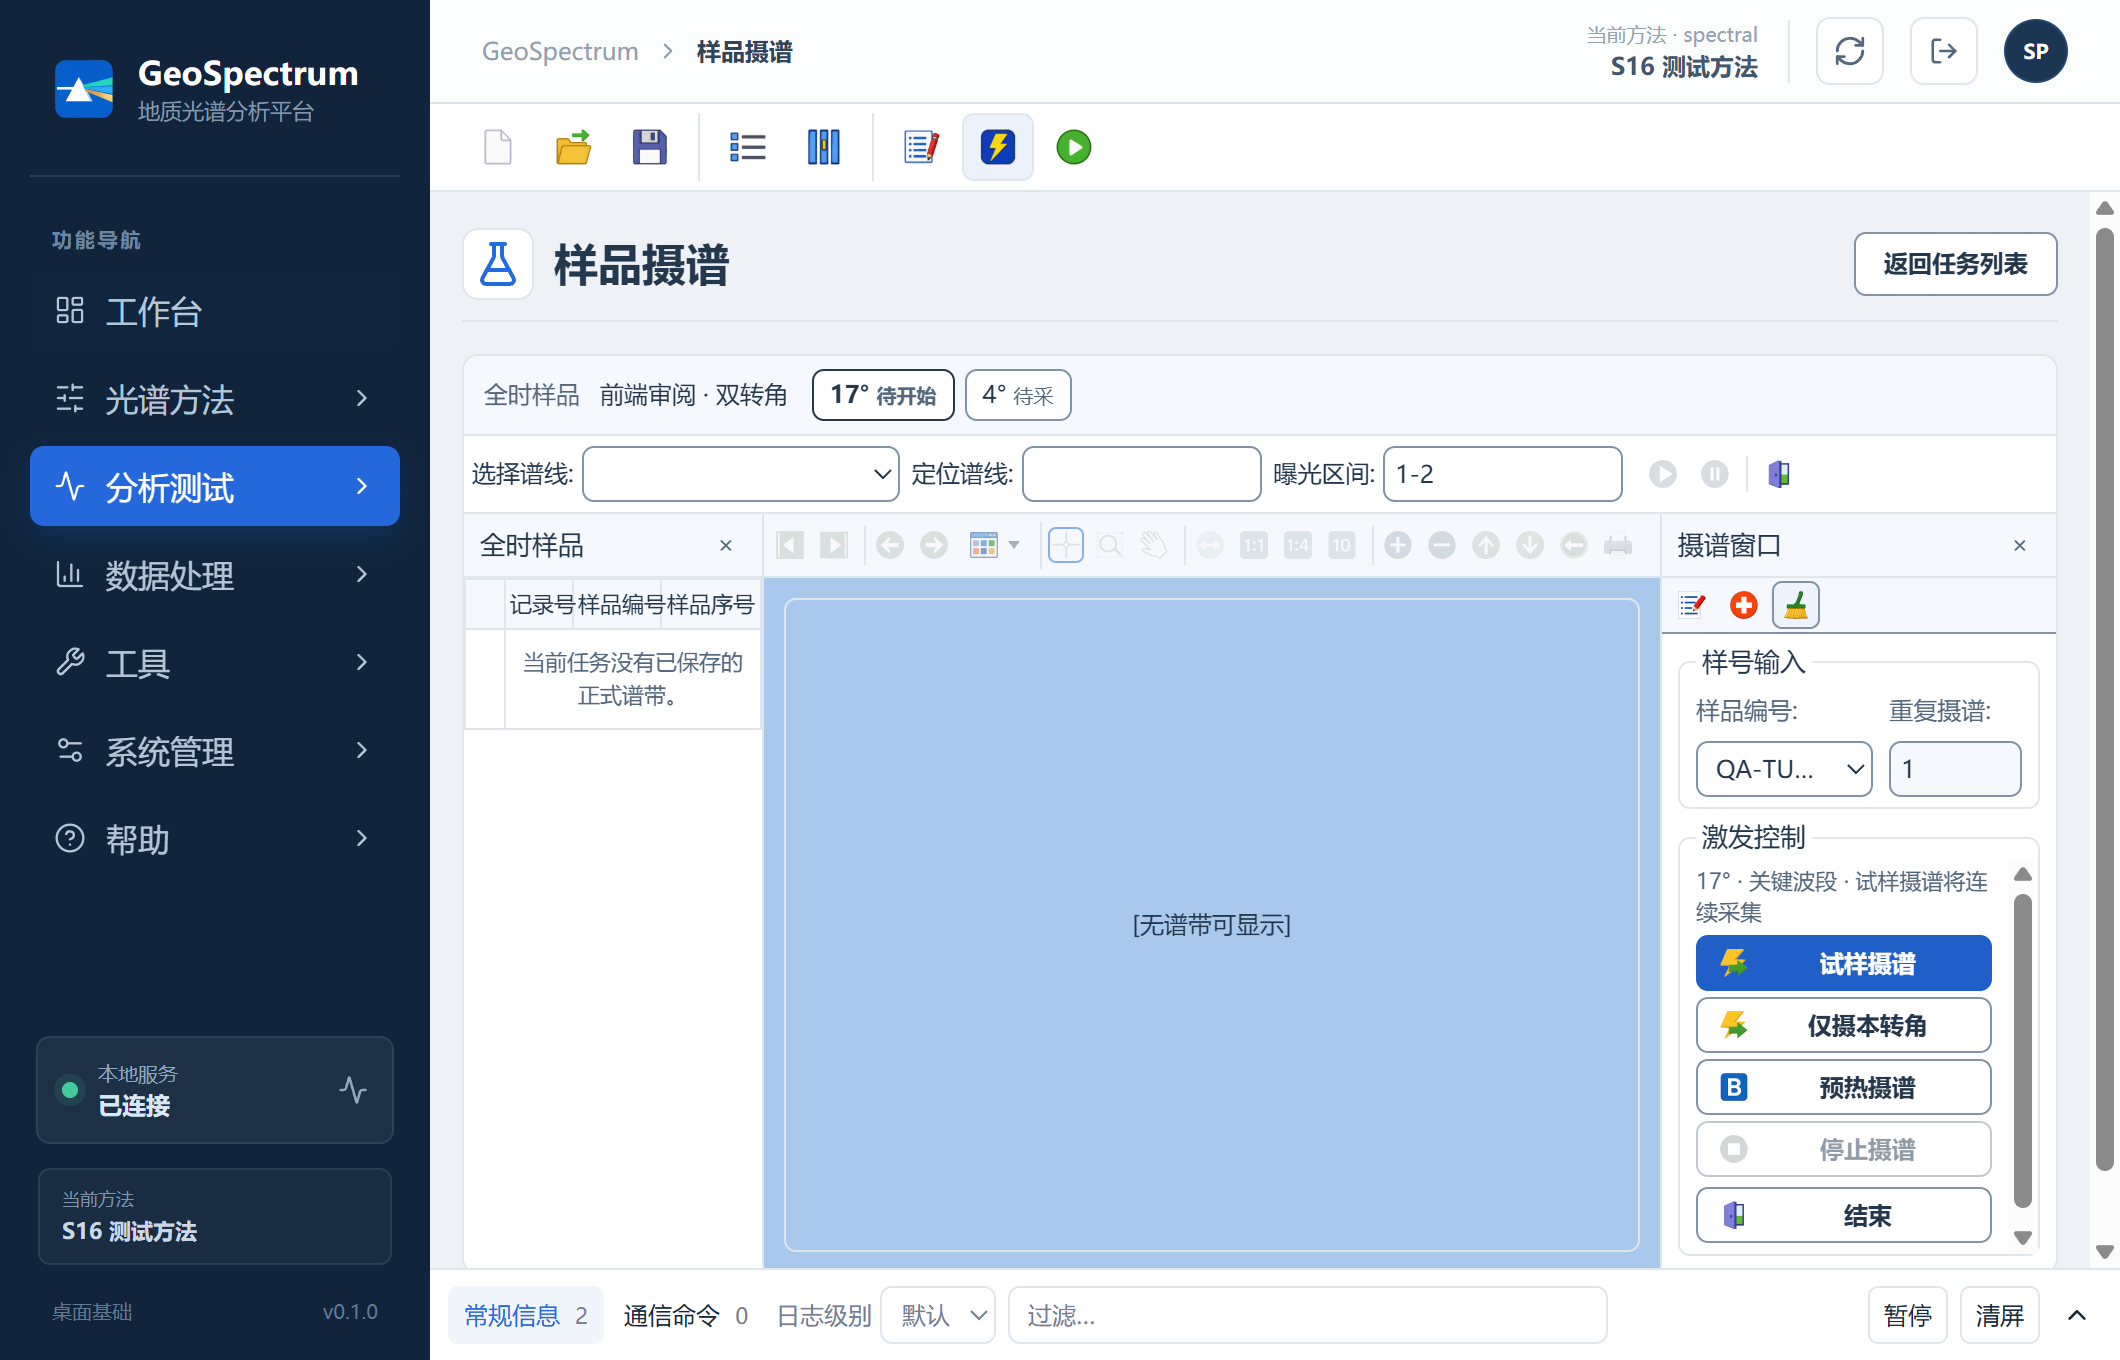 GeoSpectrum
地质光谱分析平台
功能导航
工作台
光谱方法
分析测试
数据处理
工具
系统管理
帮助
本地服务
已连接
当前方法
S16 测试方法
桌面基础
v0.1.0
GeoSpectrum > 样品摄谱
当前方法 · spectral
S16 测试方法
SP
样品摄谱
返回任务列表
全时样品 前端审阅 · 双转角 17° 待开始 4° 待采
选择谱线: 定位谱线: 曝光区间: 1-2
全时样品 ×
1:1 1:4 10
摄谱窗口 ×
记录号 样品编号 样品序号
当前任务没有已保存的
正式谱带。
[无谱带可显示]
样号输入
样品编号: 重复摄谱:
QA-TU... 1
激发控制
17° · 关键波段 · 试样摄谱将连
续采集
试样摄谱
仅摄本转角
B 预热摄谱
停止摄谱
结束
常规信息 2 通信命令 0 日志级别 默认 过滤... 暂停 清屏